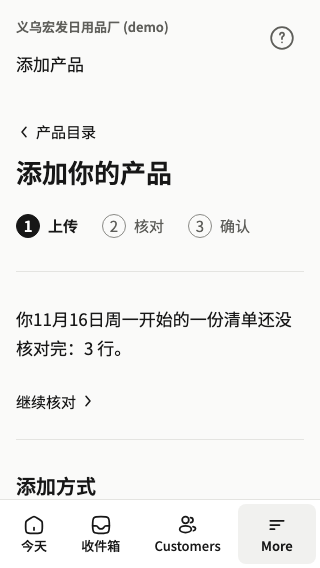 义乌宏发日用品厂 (demo)
添加产品
产品目录
添加你的产品
1 上传 2 核对 3 确认
你11月16日周一开始的一份清单还没
核对完：3 行。
继续核对
添加方式
今天 收件箱 Customers More